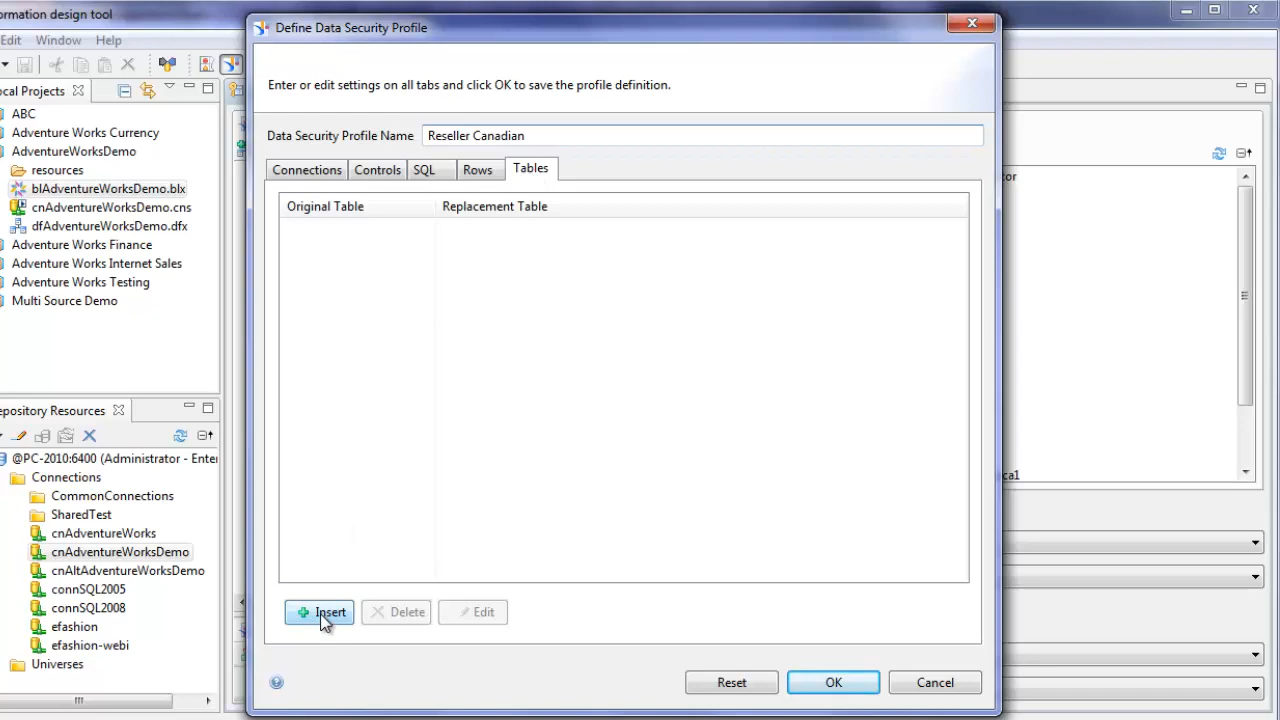 ormation design tool
Edit Window Help
ocal Projects
ABC
Adventure Works Currency
AdventureWorksDemo
resources
blAdventureWorksDemo.blx
cnAdventureWorksDemo.cns
dfAdventureWorksDemo.dfx
Adventure Works Finance
Adventure Works Internet Sales
Adventure Works Testing
Multi Source Demo
epository Resources
@PC-2010:6400 (Administrator - Enter
Connections
CommonConnections
SharedTest
cnAdventureWorks
cnAdventureWorksDemo
cnAltAdventureWorksDemo
connSQL2005
connSQL2008
efashion
efashion-webi
Universes
Define Data Security Profile
Enter or edit settings on all tabs and click OK to save the profile definition.
Data Security Profile Name Reseller Canadian
Connections Controls SQL Rows Tables
Original Table Replacement Table
Insert Delete Edit
Reset OK Cancel
tor
ca1